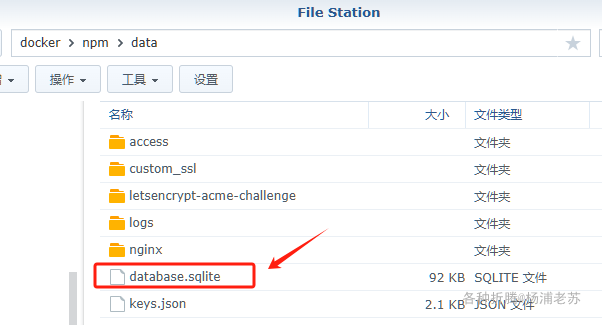 File Station
docker > npm > data
操作 工具 设置
名称 大小 文件类型
access 文件夹
custom_ssl 文件夹
letsencrypt-acme-challenge 文件夹
logs 文件夹
nginx 文件夹
database.sqlite 92 KB SQLITE 文件
keys.json 2.1 KB JSON 文件
各种折腾@杨浦老苏